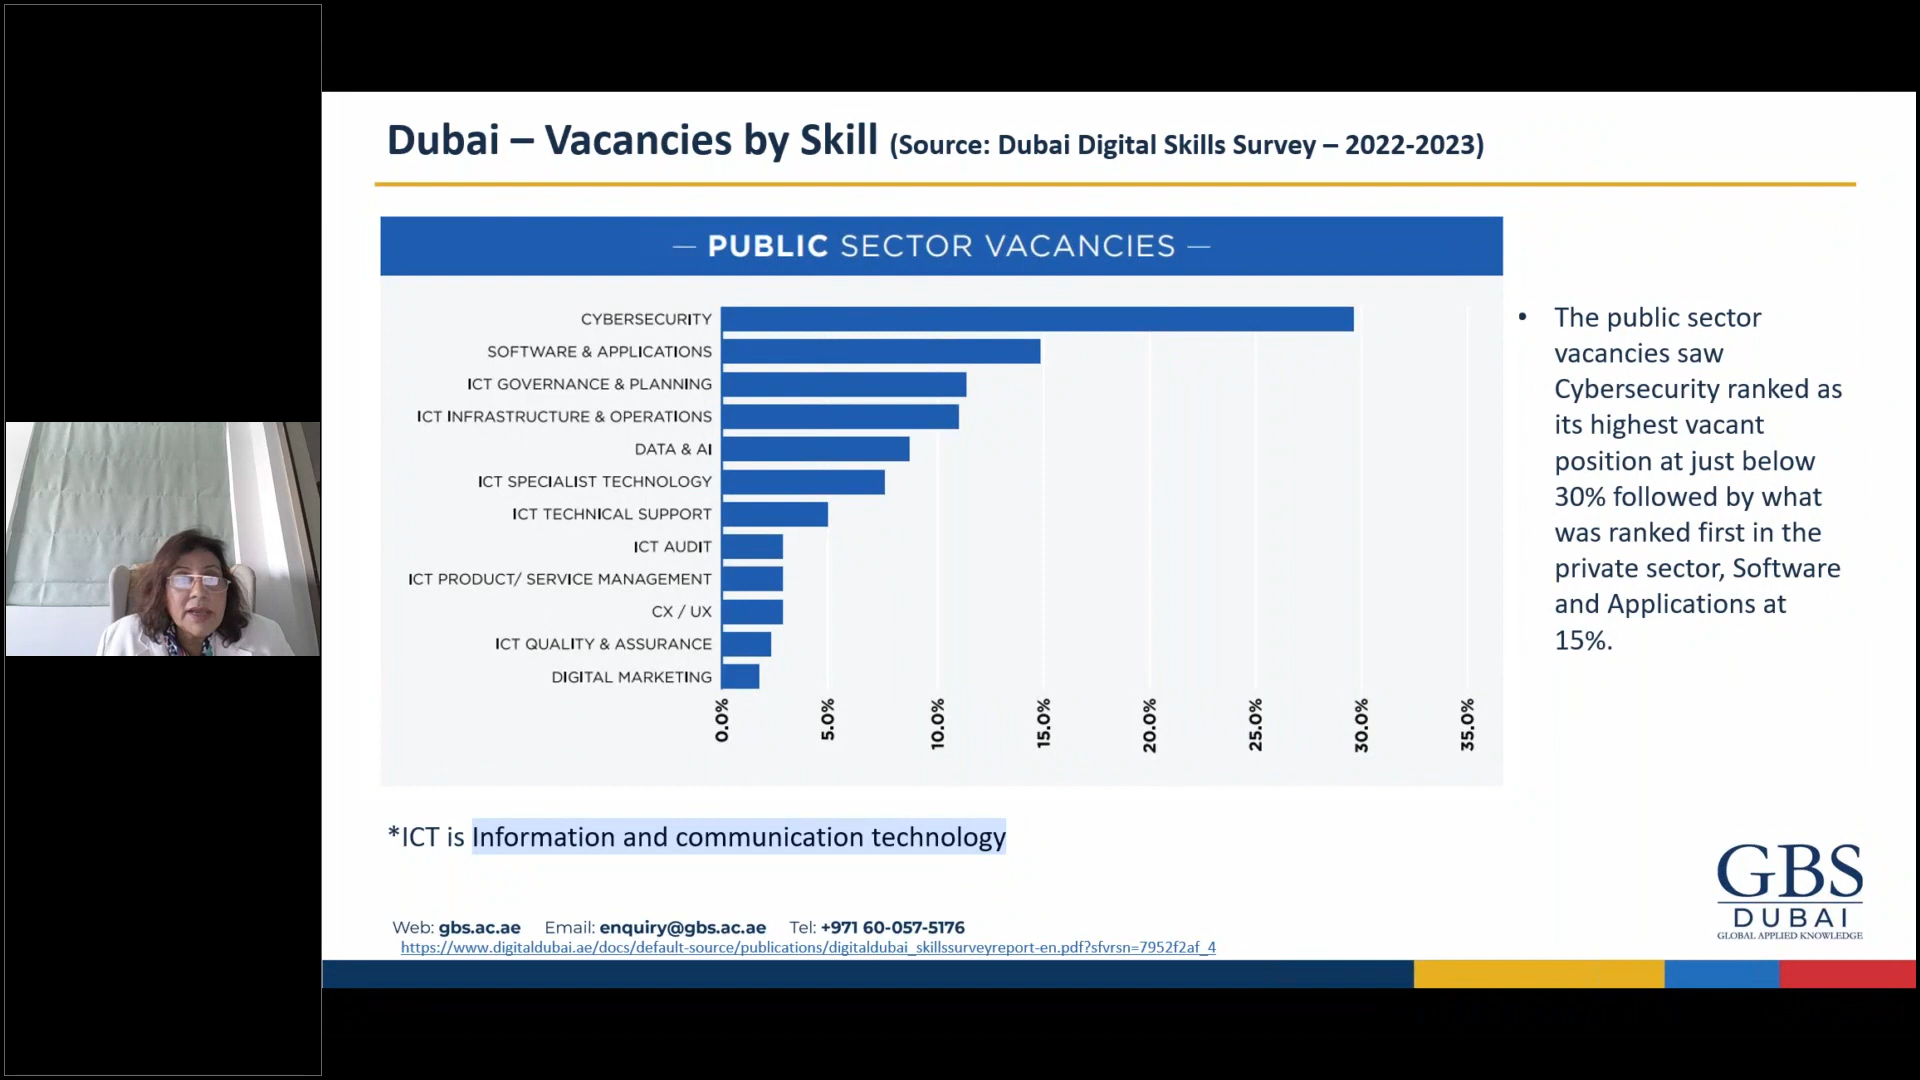 Dubai – Vacancies by Skill (Source: Dubai Digital Skills Survey – 2022-2023)
— PUBLIC SECTOR VACANCIES —
CYBERSECURITY
SOFTWARE & APPLICATIONS
ICT GOVERNANCE & PLANNING
ICT INFRASTRUCTURE & OPERATIONS
DATA & AI
ICT SPECIALIST TECHNOLOGY
ICT TECHNICAL SUPPORT
ICT AUDIT
ICT PRODUCT/ SERVICE MANAGEMENT
CX / UX
ICT QUALITY & ASSURANCE
DIGITAL MARKETING
0.0% 5.0% 10.0% 15.0% 20.0% 25.0% 30.0% 35.0%
• The public sector
vacancies saw
Cybersecurity ranked as
its highest vacant
position at just below
30% followed by what
was ranked first in the
private sector, Software
and Applications at
15%.
*ICT is Information and communication technology
Web: gbs.ac.ae Email: enquiry@gbs.ac.ae Tel: +971 60-057-5176
https://www.digitaldubai.ae/docs/default-source/publications/digitaldubai_skillssurveyreport-en.pdf?sfvrsn=7952f2af_4
GBS
DUBAI
GLOBAL APPLIED KNOWLEDGE